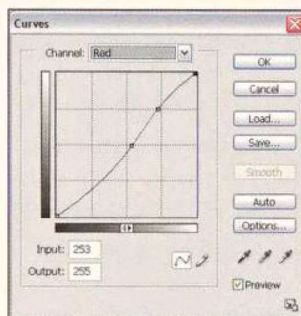 Curves
Channel: Red
OK
Cancel
Load...
Save...
Smooth
Auto
Options...
Input: 253
Output: 255
Preview